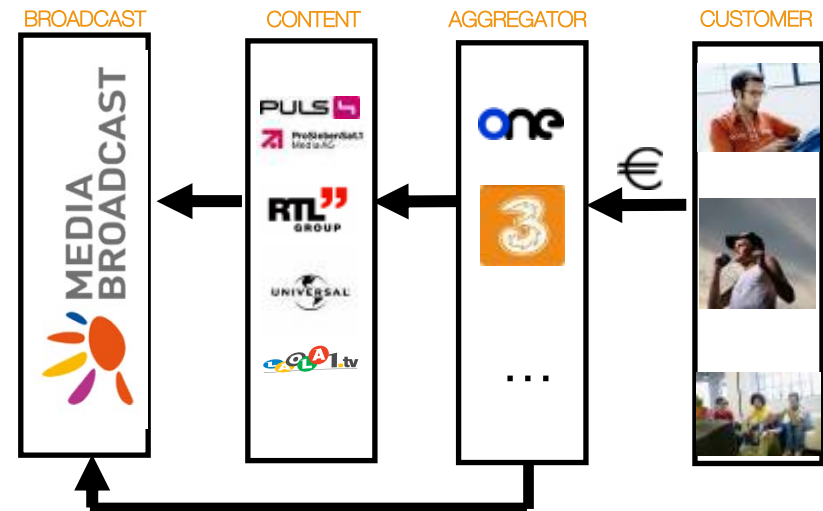 BROADCAST
CONTENT
AGGREGATOR
CUSTOMER
MEDIA
BROADCAST
PULS 4
ProSiebenSat.1
Media AG
RTL
GROUP
UNIVERSAL
LAOLA1.tv
one
3
...
€